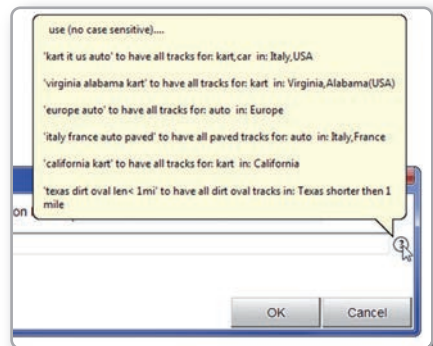 use (no case sensitive)....
'kart it us auto' to have all tracks for: kart,car in: Italy,USA
'virginia alabama kart' to have all tracks for: kart in: Virginia,Alabama(USA)
'europe auto' to have all tracks for: auto in: Europe
'italy france auto paved' to have all paved tracks for: auto in: Italy,France
'california kart' to have all tracks for: kart in: California
'texas dirt oval len< 1mi' to have all dirt oval tracks in: Texas shorter then 1
mile
on
OK Cancel